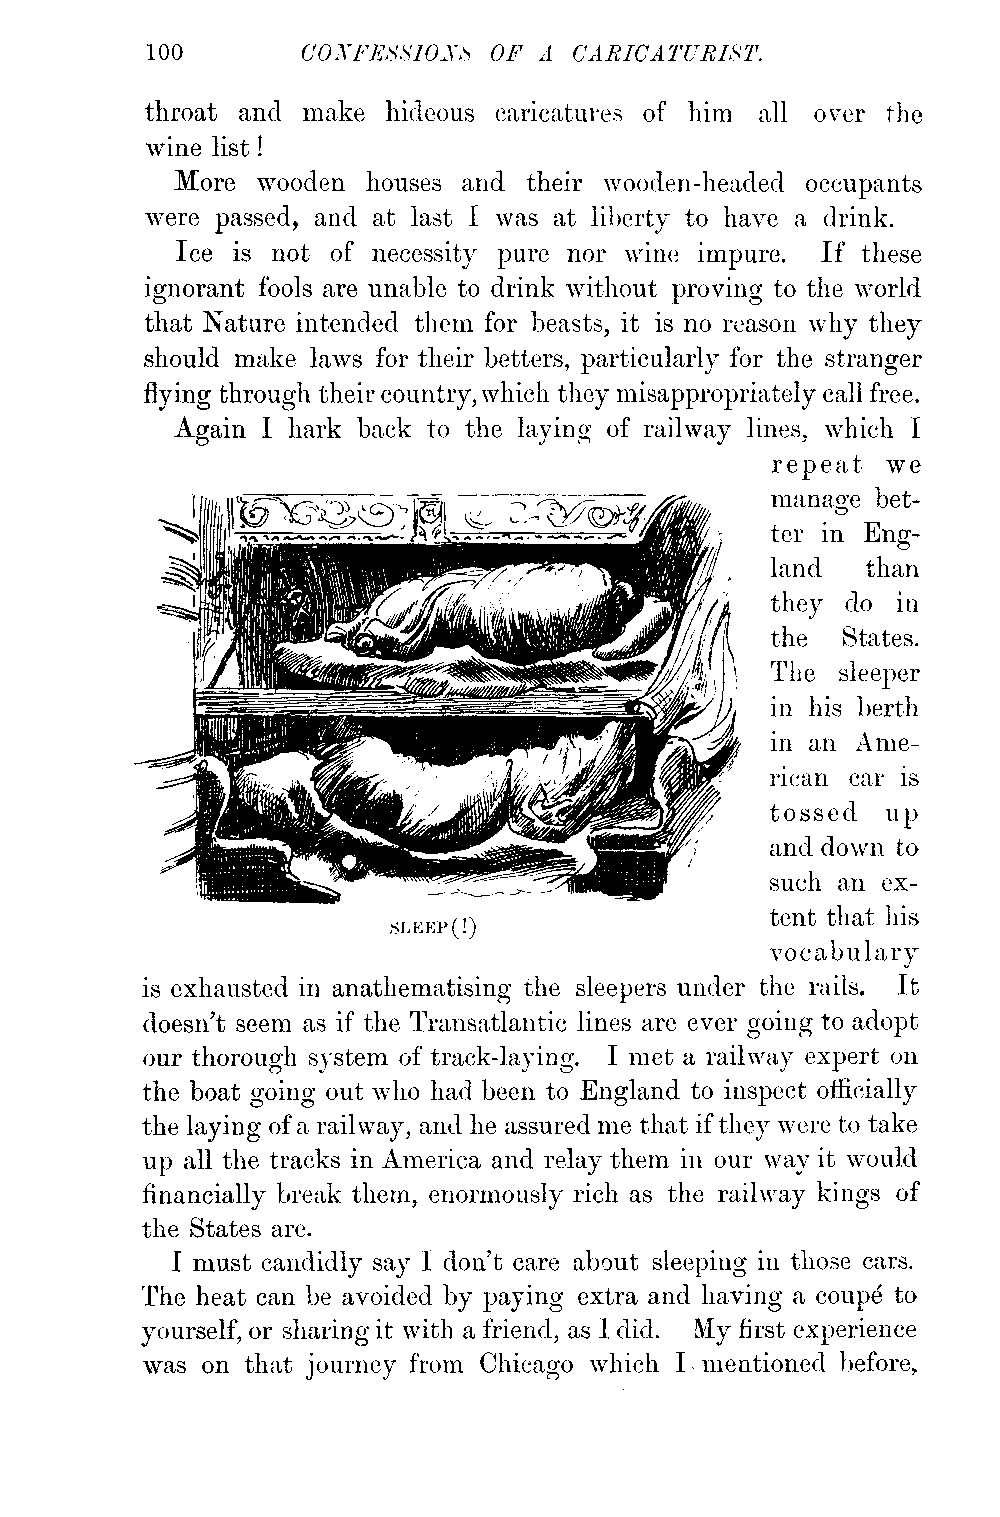 100 CONFESSIONS OF A CARICATURIST.
throat and make hideous caricatures of him all over the
wine list!
More wooden houses and their wooden-headed occupants
were passed, and at last I was at liberty to have a drink.
Ice is not of necessity pure nor wine impure. If these
ignorant fools are unable to drink without proving to the world
that Nature intended them for beasts, it is no reason why they
should make laws for their betters, particularly for the stranger
flying through their country, which they misappropriately call free.
Again I hark back to the laying of railway lines, which I
repeat we
manage bet-
ter in Eng-
land than
they do in
the States.
The sleeper
in his berth
in an Ame-
rican car is
tossed up
and down to
such an ex-
tent that his
vocabulary
SLEEP(!)
is exhausted in anathematising the sleepers under the rails. It
doesn't seem as if the Transatlantic lines are ever going to adopt
our thorough system of track-laying. I met a railway expert on
the boat going out who had been to England to inspect officially
the laying of a railway, and he assured me that if they were to take
up all the tracks in America and relay them in our way it would
financially break them, enormously rich as the railway kings of
the States are.
I must candidly say I don't care about sleeping in those cars.
The heat can be avoided by paying extra and having a coupé to
yourself, or sharing it with a friend, as I did. My first experience
was on that journey from Chicago which I mentioned before,